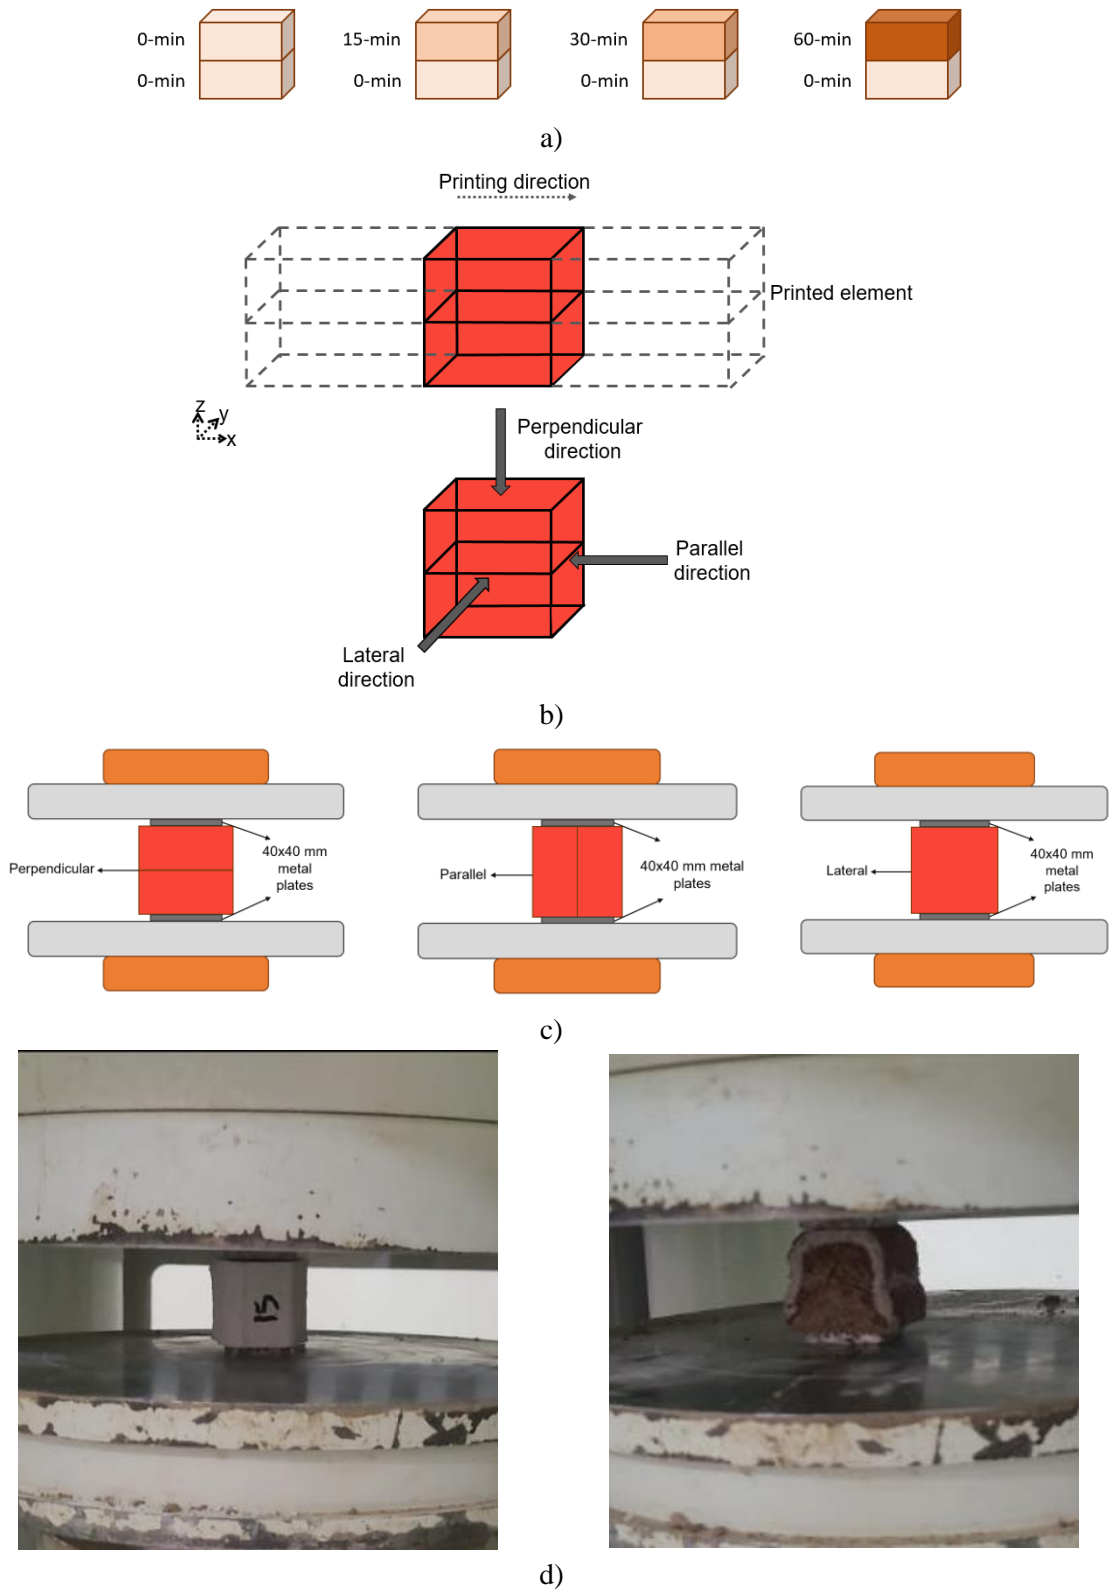 0-min
0-min
15-min
0-min
30-min
0-min
60-min
0-min
a)
Printing direction
Printed element
z
y
x
Perpendicular
direction
Parallel
direction
Lateral
direction
b)
Perpendicular
40x40 mm
metal
plates
Parallel
40x40 mm metal
plates
Lateral
40x40 mm
metal
plates
c)
15
d)